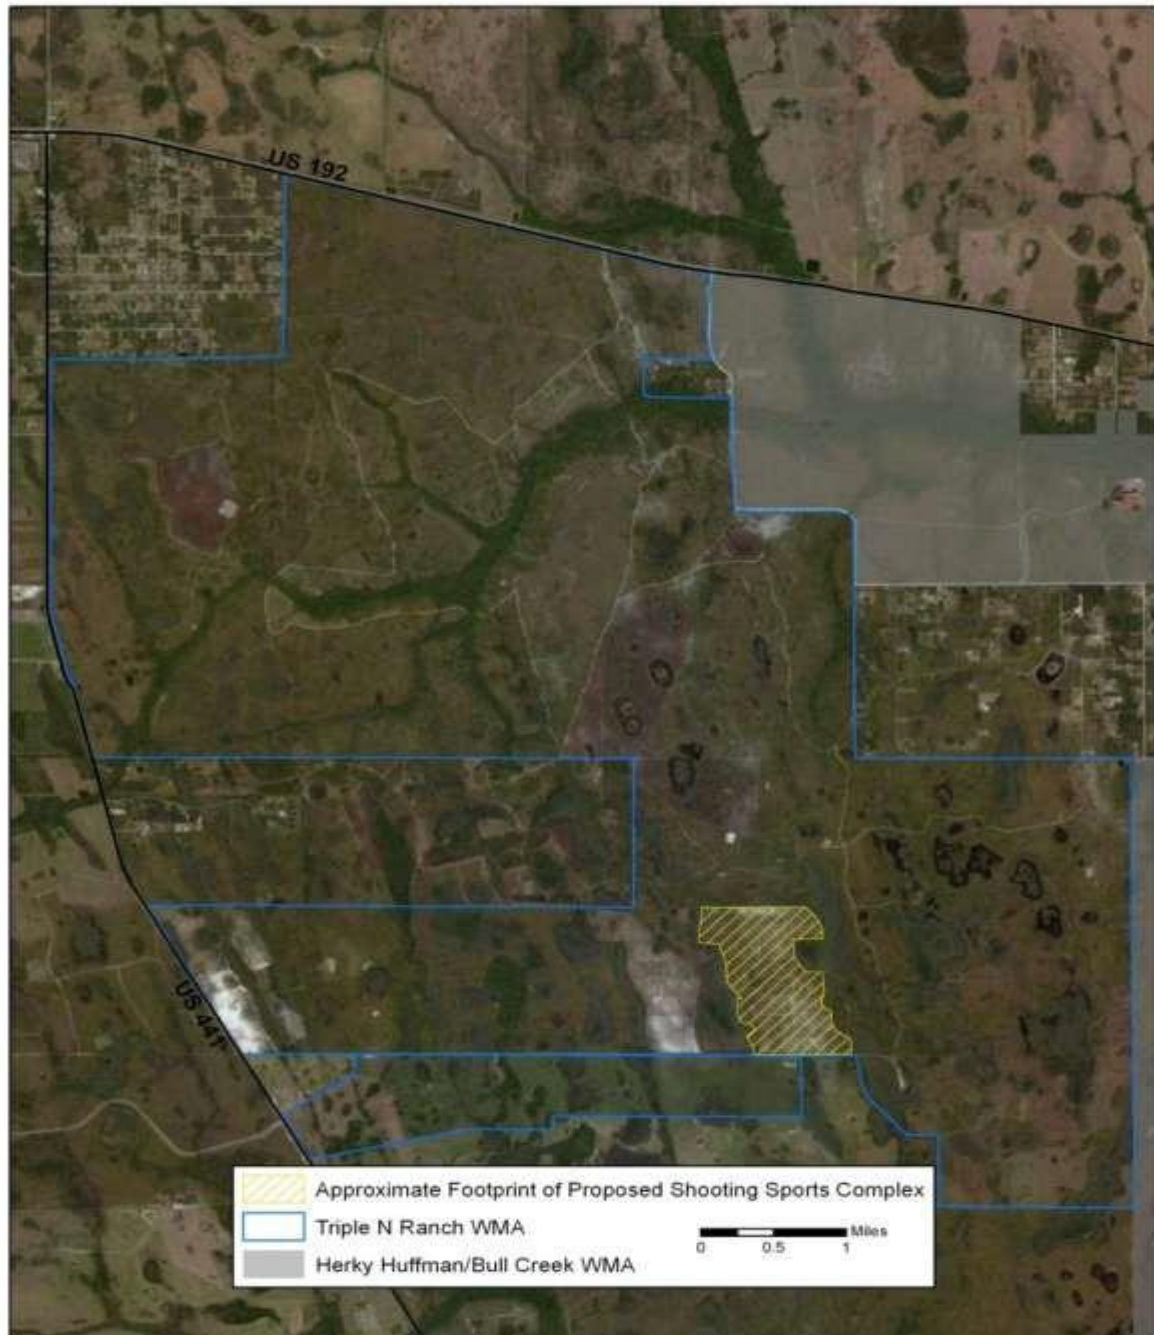 US 192
US 441
Approximate Footprint of Proposed Shooting Sports Complex
Triple N Ranch WMA
Miles
0 0.5 1
Herky Huffman/Bull Creek WMA